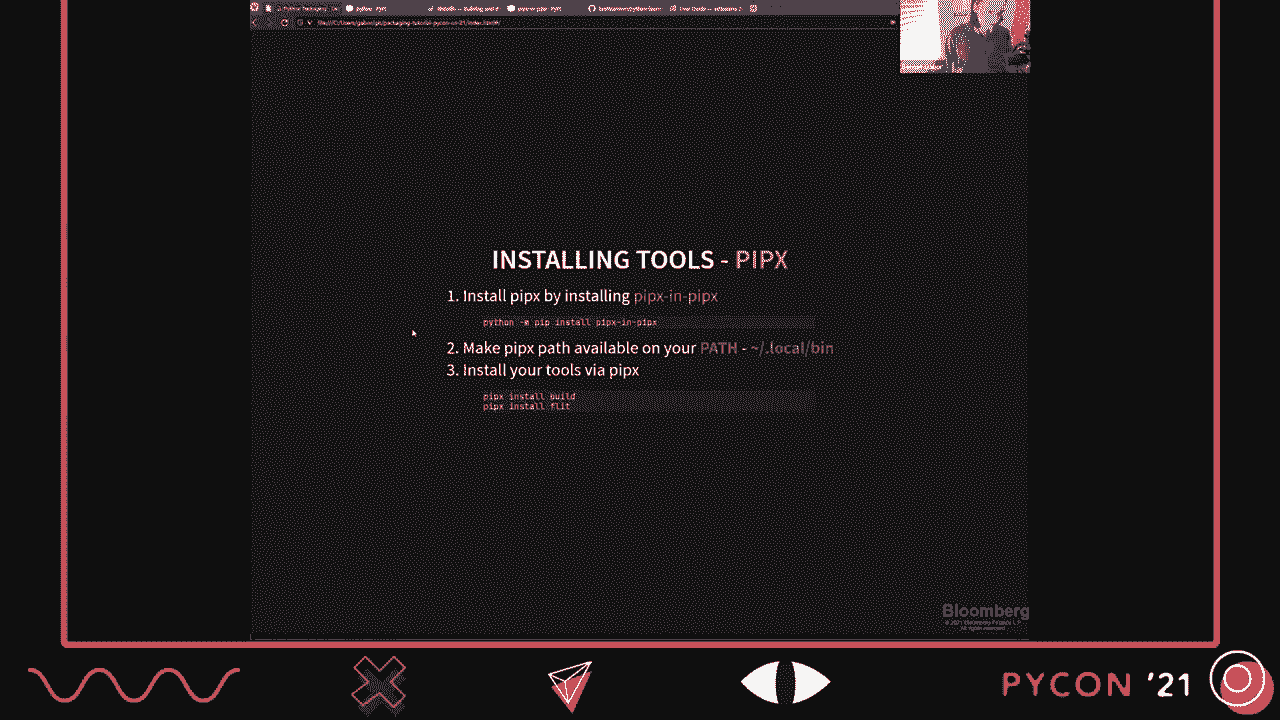 INSTALLING TOOLS - PIPX
1. Install pipx by installing pipx-in-pipx
python -m pip install pipx-in-pipx
2. Make pipx path available on your PATH - ~/.local/bin
3. Install your tools via pipx
pipx install build
pipx install flit
Bloomberg
PYCON '21